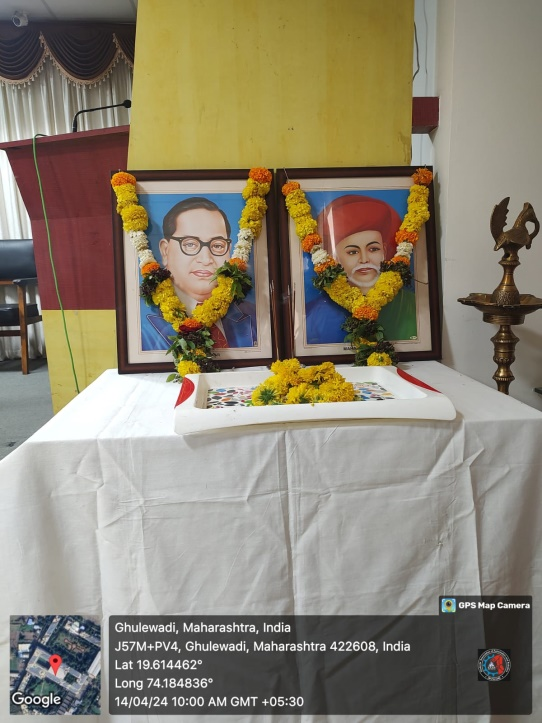 GPS Map Camera
Ghulewadi, Maharashtra, India
J57M+PV4, Ghulewadi, Maharashtra 422608, India
Lat 19.614462°
Long 74.184836°
14/04/24 10:00 AM GMT +05:30
Google